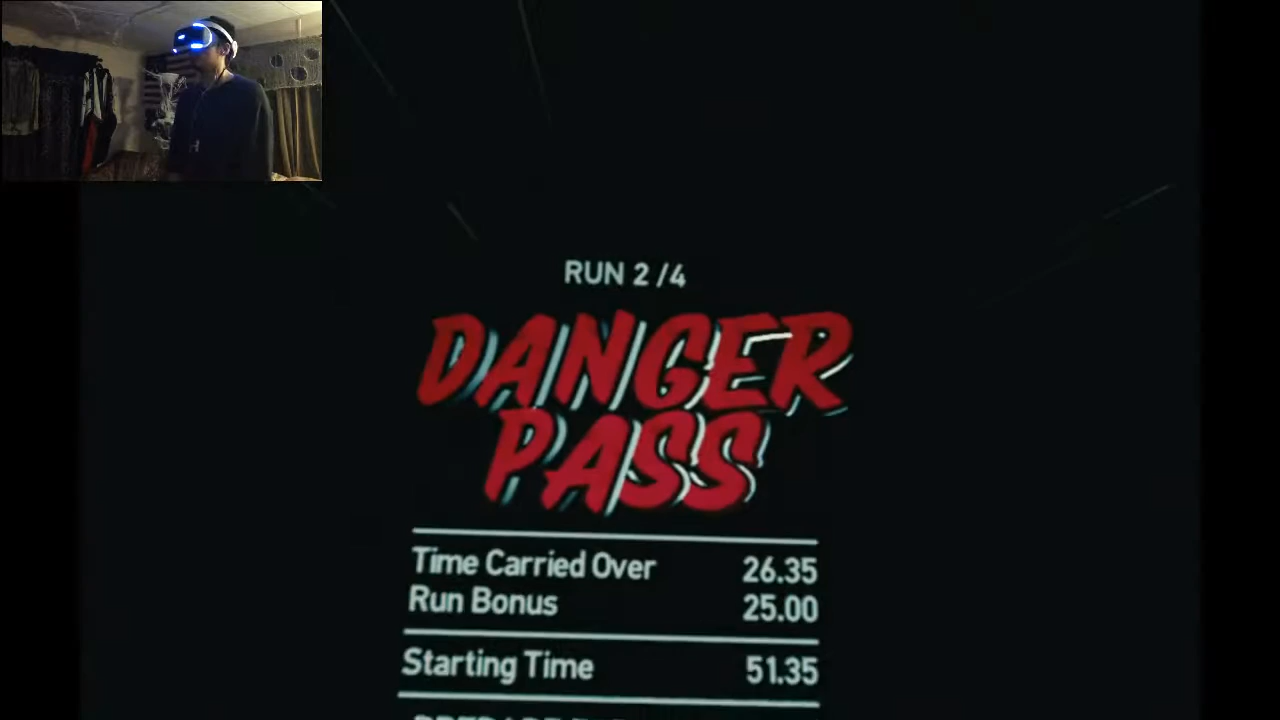 RUN 2 /4
DANGER
PASS
Time Carried Over 26.35
Run Bonus 25.00
Starting Time 51.35